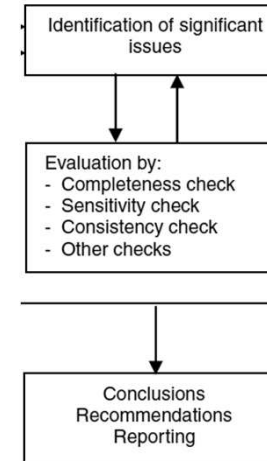 Identification of significant
issues
Evaluation by:
- Completeness check
- Sensitivity check
- Consistency check
- Other checks
Conclusions
Recommendations
Reporting